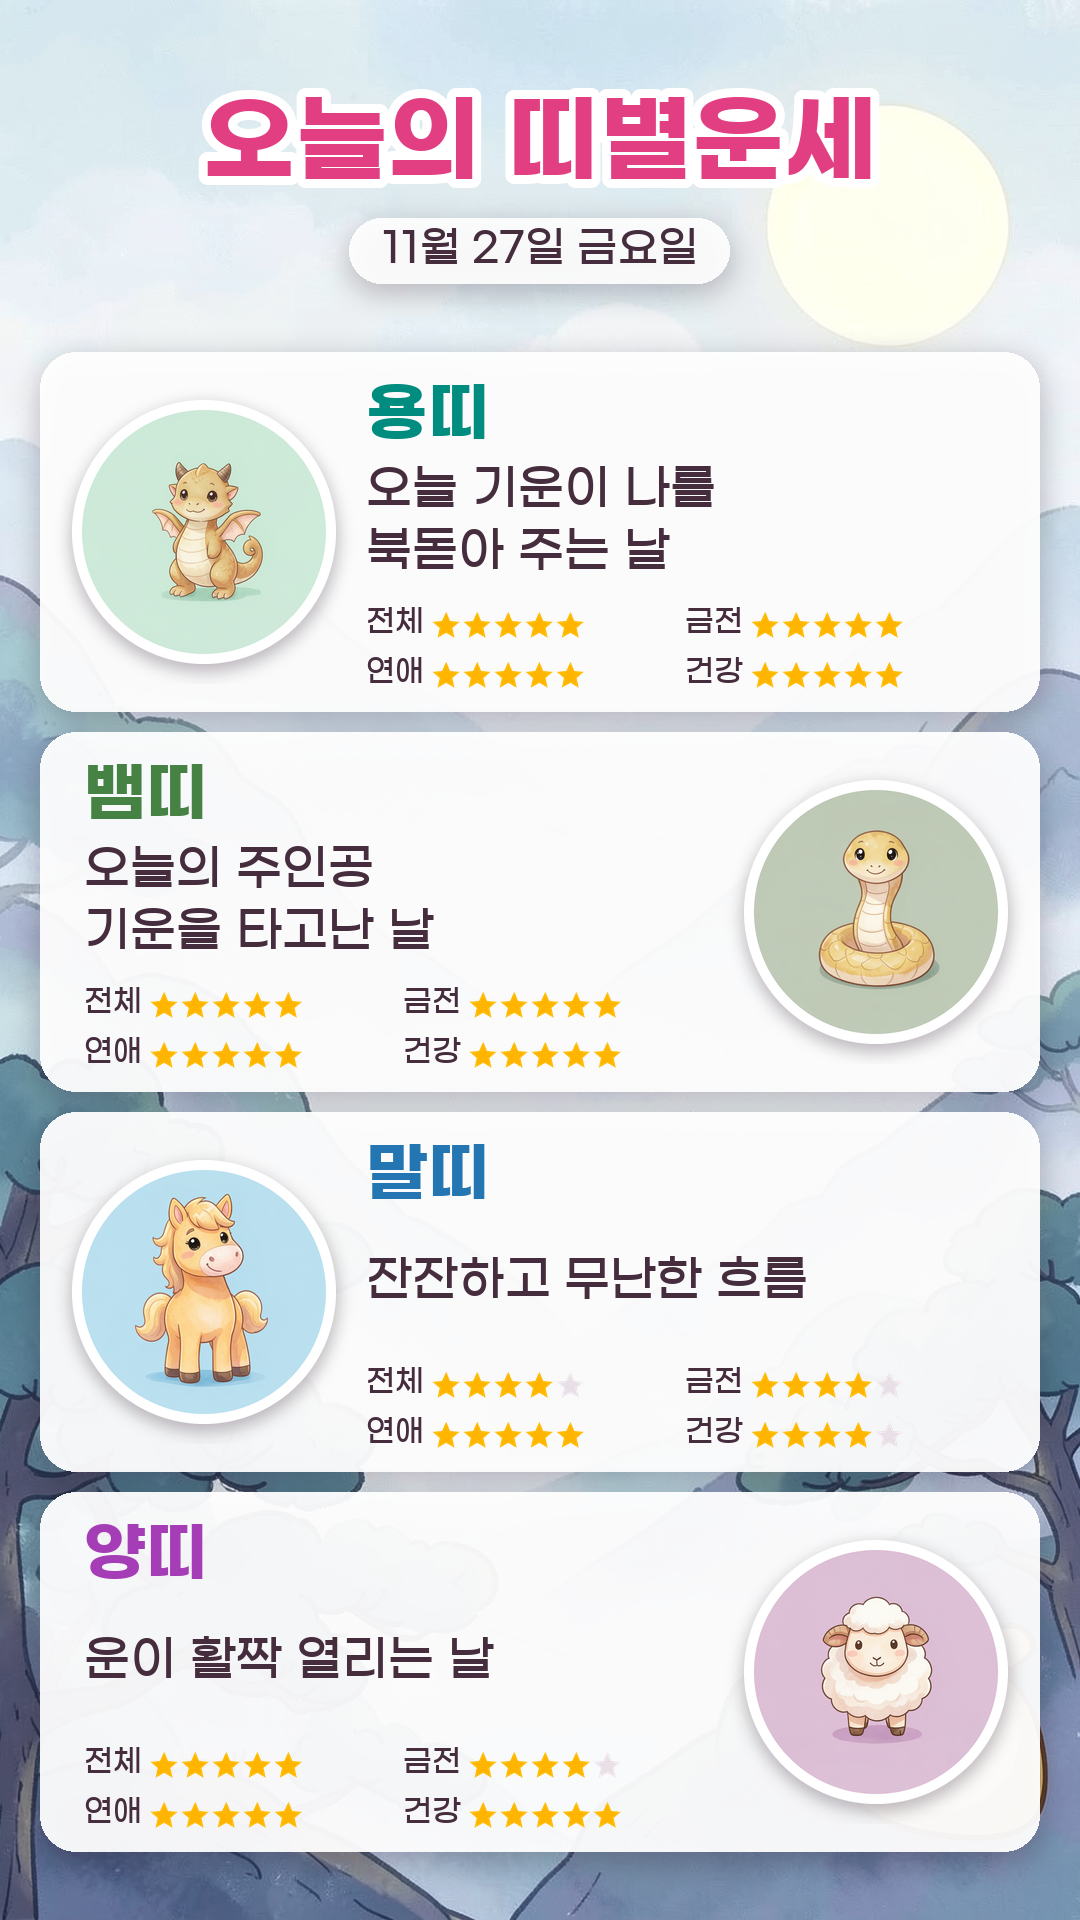 오늘의 띠별운세
11월 27일 금요일
용띠
오늘 기운이 나를
북돋아 주는 날
전체 ★★★★★ 금전 ★★★★★
연애 ★★★★★ 건강 ★★★★★
뱀띠
오늘의 주인공
기운을 타고난 날
전체 ★★★★★ 금전 ★★★★★
연애 ★★★★★ 건강 ★★★★★
말띠
잔잔하고 무난한 흐름
전체 ★★★★★ 금전 ★★★★★
연애 ★★★★★ 건강 ★★★★★
양띠
운이 활짝 열리는 날
전체 ★★★★★ 금전 ★★★★★
연애 ★★★★★ 건강 ★★★★★